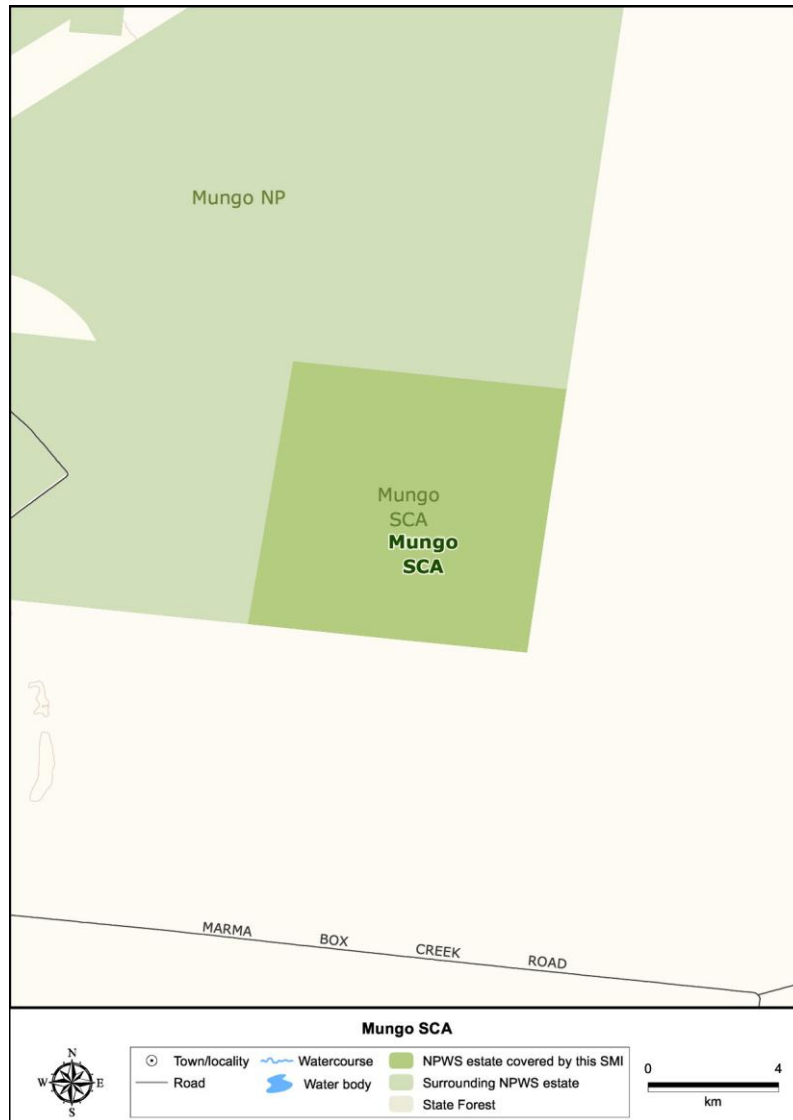 Mungo NP
Mungo
SCA
Mungo
SCA
MARMA BOX CREEK ROAD
Mungo SCA
N
W E
S
Town/locality
Watercourse
NPWS estate covered by this SMI
Road
Water body
Surrounding NPWS estate
State Forest
0 4
km